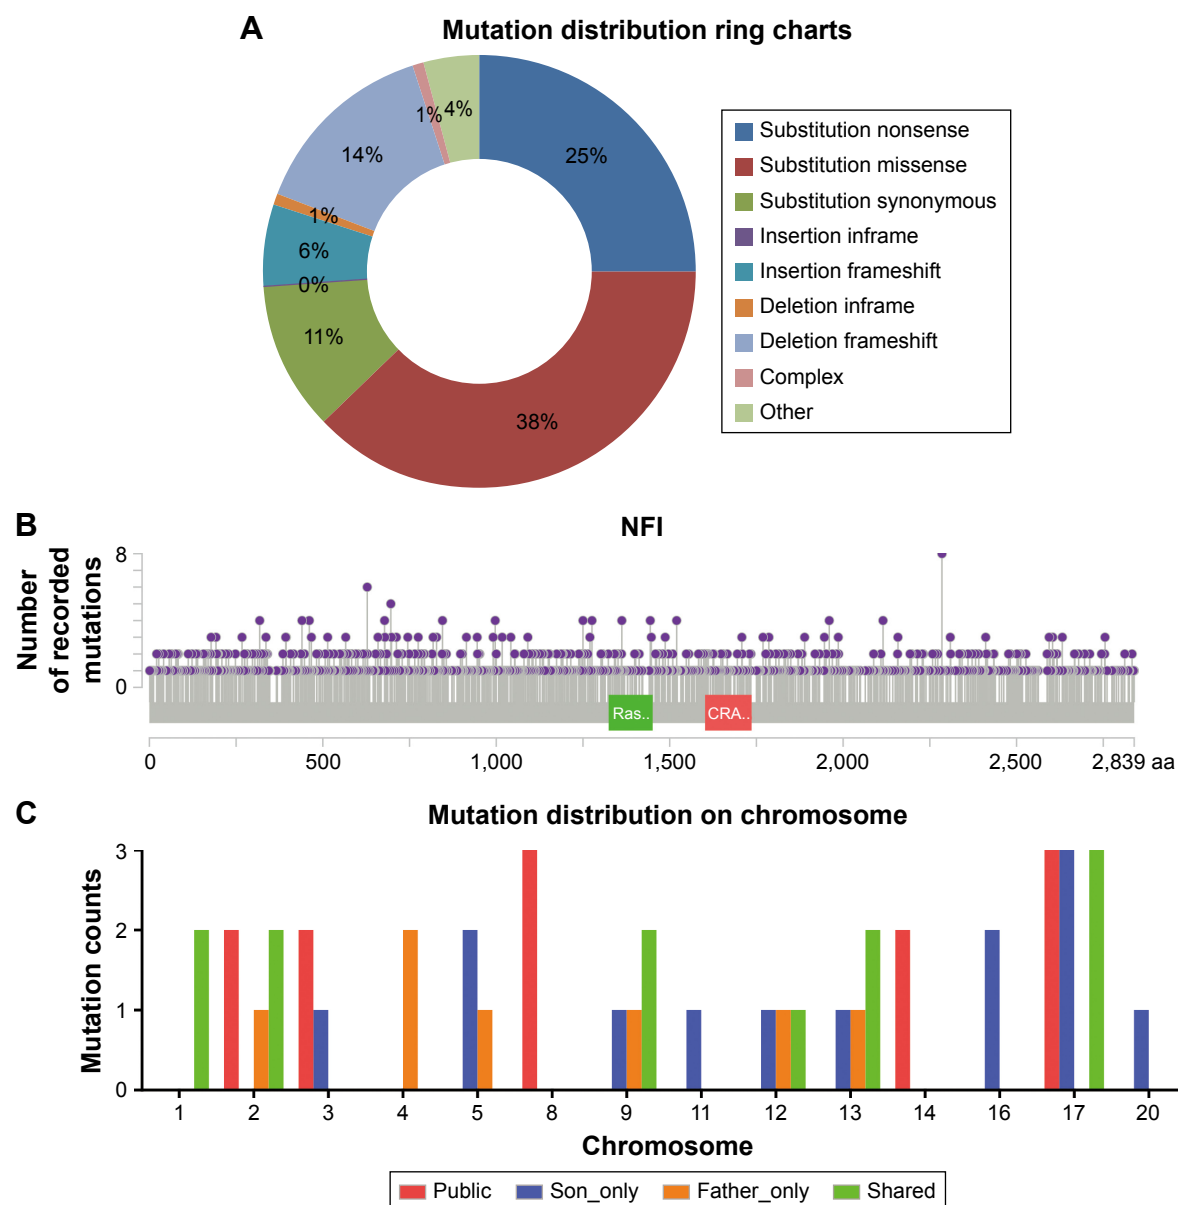 A
Mutation distribution ring charts
25%
38%
11%
0%
6%
1%
14%
1%
4%
Substitution nonsense
Substitution missense
Substitution synonymous
Insertion inframe
Insertion frameshift
Deletion inframe
Deletion frameshift
Complex
Other
B
NFI
Number
of recorded
mutations
8
0
Ras..
CRA..
0
500
1,000
1,500
2,000
2,500
2,839 aa
C
Mutation distribution on chromosome
Mutation counts
3
2
1
0
1
2
3
4
5
8
9
11
12
13
14
16
17
20
Chromosome
Public
Son_only
Father_only
Shared